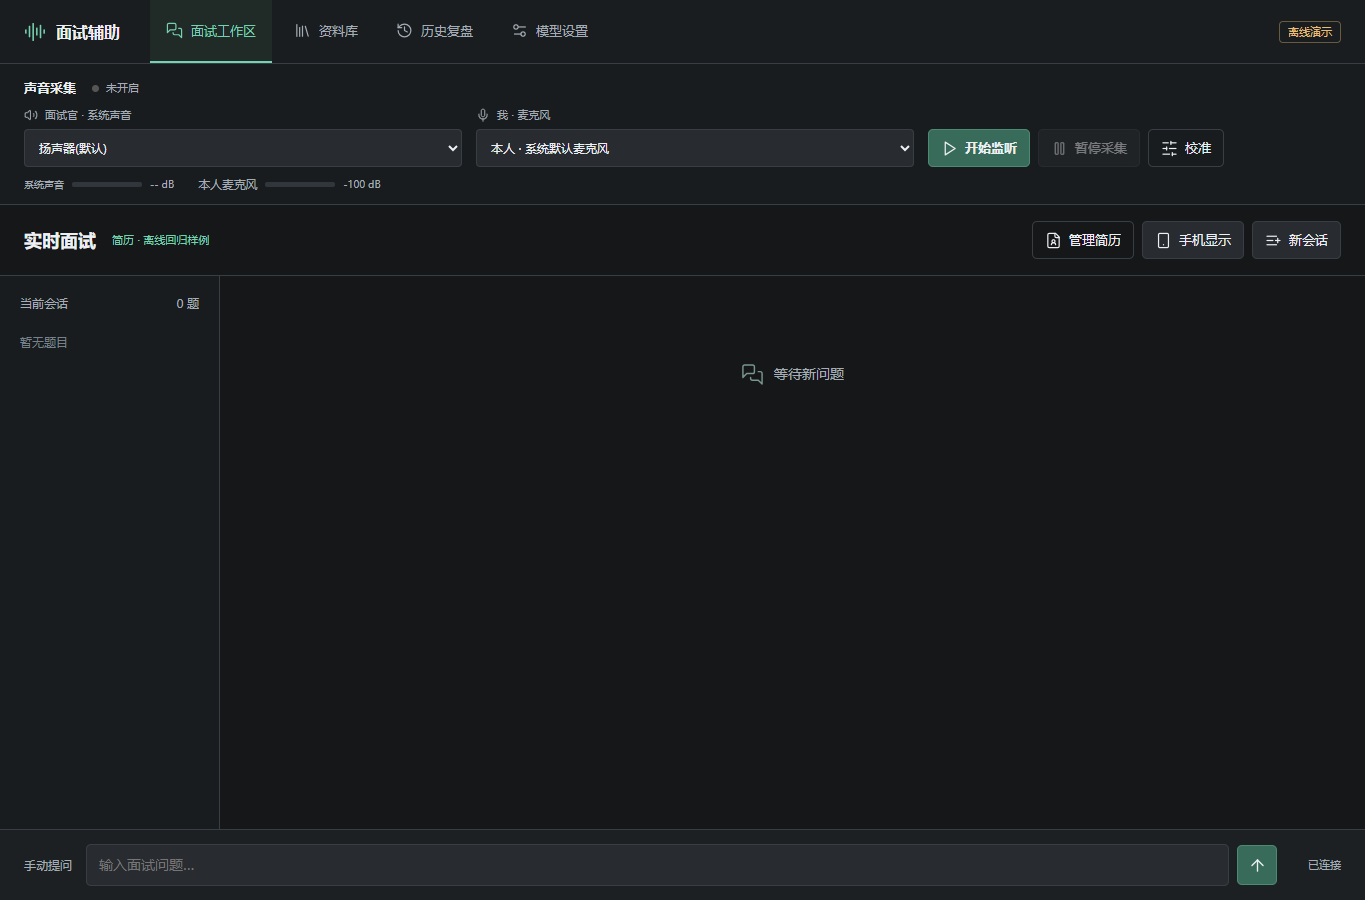 面试辅助 面试工作区 资料库 历史复盘 模型设置 离线演示
声音采集 未开启
面试官 · 系统声音 我 · 麦克风
扬声器(默认) 本人 · 系统默认麦克风 开始监听 暂停采集 校准
系统声音 -- dB 本人麦克风 -100 dB
实时面试 简历 · 离线回归样例 管理简历 手机显示 新会话
当前会话 0 题
暂无题目
等待新问题
手动提问 输入面试问题... 已连接